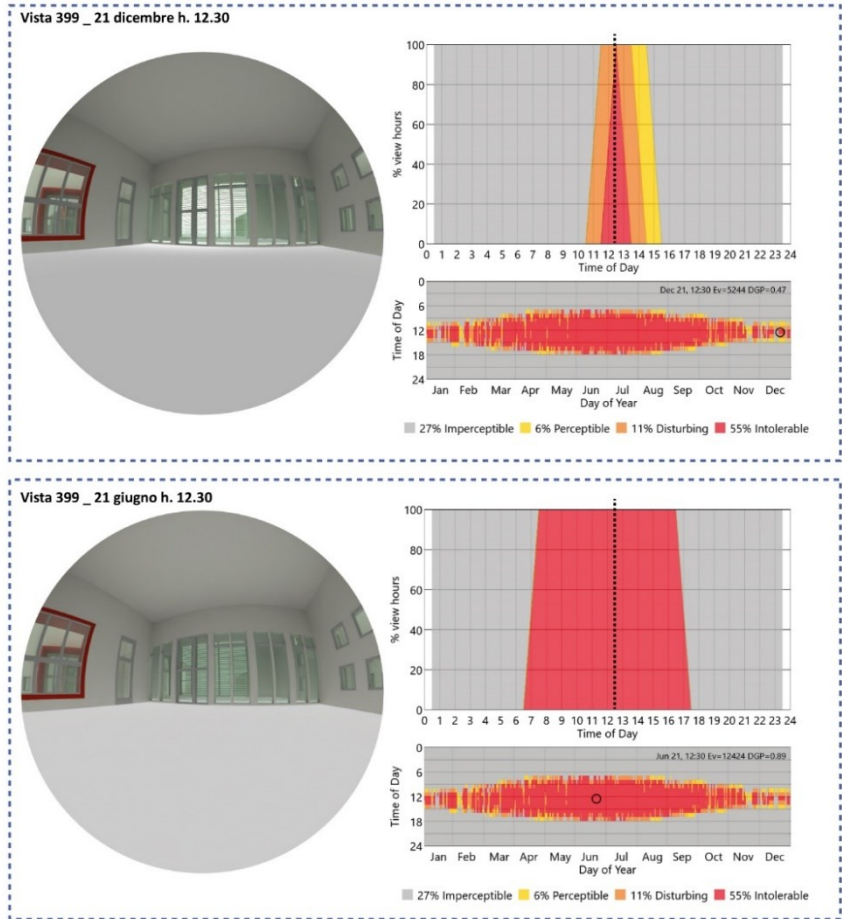 Vista 399 _ 21 dicembre h. 12.30
% view hours
100
80
60
40
20
0
0 1 2 3 4 5 6 7 8 9 10 11 12 13 14 15 16 17 18 19 20 21 22 23 24
Time of Day
Time of Day
0
6
12
18
24
Dec 21, 12:30 Ev=5244 DGP=0.47
Jan Feb Mar Apr May Jun Jul Aug Sep Oct Nov Dec
Day of Year
27% Imperceptible 6% Perceptible 11% Disturbing 55% Intolerable
Vista 399 _ 21 giugno h. 12.30
% view hours
100
80
60
40
20
0
0 1 2 3 4 5 6 7 8 9 10 11 12 13 14 15 16 17 18 19 20 21 22 23 24
Time of Day
Time of Day
0
6
12
18
24
Jun 21, 12:30 Ev=12424 DGP=0.89
Jan Feb Mar Apr May Jun Jul Aug Sep Oct Nov Dec
Day of Year
27% Imperceptible 6% Perceptible 11% Disturbing 55% Intolerable